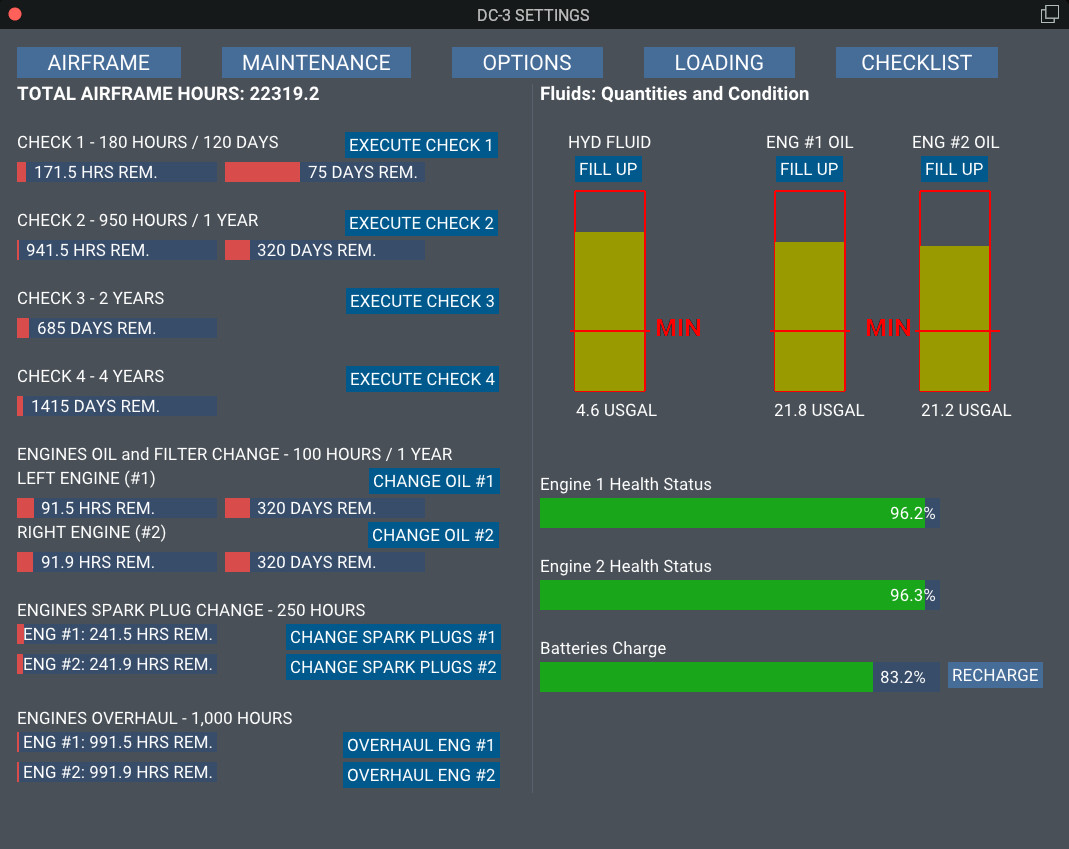 DC-3 SETTINGS
AIRFRAME
MAINTENANCE
OPTIONS
LOADING
CHECKLIST
TOTAL AIRFRAME HOURS: 22319.2
CHECK 1 - 180 HOURS / 120 DAYS
EXECUTE CHECK 1
171.5 HRS REM.
75 DAYS REM.
CHECK 2 - 950 HOURS / 1 YEAR
EXECUTE CHECK 2
941.5 HRS REM.
320 DAYS REM.
CHECK 3 - 2 YEARS
EXECUTE CHECK 3
685 DAYS REM.
CHECK 4 - 4 YEARS
EXECUTE CHECK 4
1415 DAYS REM.
ENGINES OIL and FILTER CHANGE - 100 HOURS / 1 YEAR
LEFT ENGINE (#1)
CHANGE OIL #1
91.5 HRS REM.
320 DAYS REM.
RIGHT ENGINE (#2)
CHANGE OIL #2
91.9 HRS REM.
320 DAYS REM.
ENGINES SPARK PLUG CHANGE - 250 HOURS
ENG #1: 241.5 HRS REM.
CHANGE SPARK PLUGS #1
ENG #2: 241.9 HRS REM.
CHANGE SPARK PLUGS #2
ENGINES OVERHAUL - 1,000 HOURS
ENG #1: 991.5 HRS REM.
OVERHAUL ENG #1
ENG #2: 991.9 HRS REM.
OVERHAUL ENG #2
Fluids: Quantities and Condition
HYD FLUID
ENG #1 OIL
ENG #2 OIL
FILL UP
FILL UP
FILL UP
MIN
MIN
4.6 USGAL
21.8 USGAL
21.2 USGAL
Engine 1 Health Status
96.2%
Engine 2 Health Status
96.3%
Batteries Charge
83.2%
RECHARGE